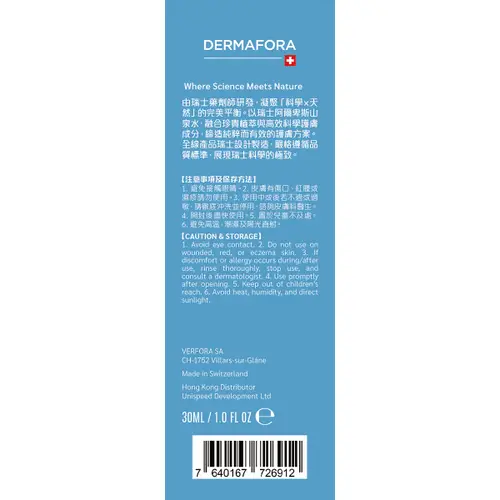 DERMAFORA
Where Science Meets Nature
由瑞士藥劑師研發，凝聚「科學x天
然」的完美平衡。以瑞士阿爾卑斯山
泉水，融合珍貴植萃與高效科學護膚
成分，締造純粹而有效的護膚方案。
全線產品瑞士設計製造，嚴格遵循品
質標準，展現瑞士科學的極致。
【注意事項及保存方法】
1. 避免接觸眼睛。2. 皮膚有傷口、紅腫或
濕疹請勿使用。3. 使用中或後若不適或過
敏，請徹底沖洗並停用，諮詢皮膚科醫生。
4. 開封後盡快使用。5. 置於兒童不及處。
6. 避免高溫、潮濕及陽光直射。
【CAUTION & STORAGE】
1. Avoid eye contact. 2. Do not use on
wounded, red, or eczema skin. 3. If
discomfort or allergy occurs during/after
use, rinse thoroughly, stop use, and
consult a dermatologist. 4. Use promptly
after opening. 5. Keep out of children's
reach. 6. Avoid heat, humidity, and direct
sunlight.
VERFORA SA
CH-1752 Villars-sur-Glâne
Made in Switzerland
Hong Kong Distributor
Unispeed Development Ltd
30ML / 1.0 FL OZ ℮
7 640167 726912